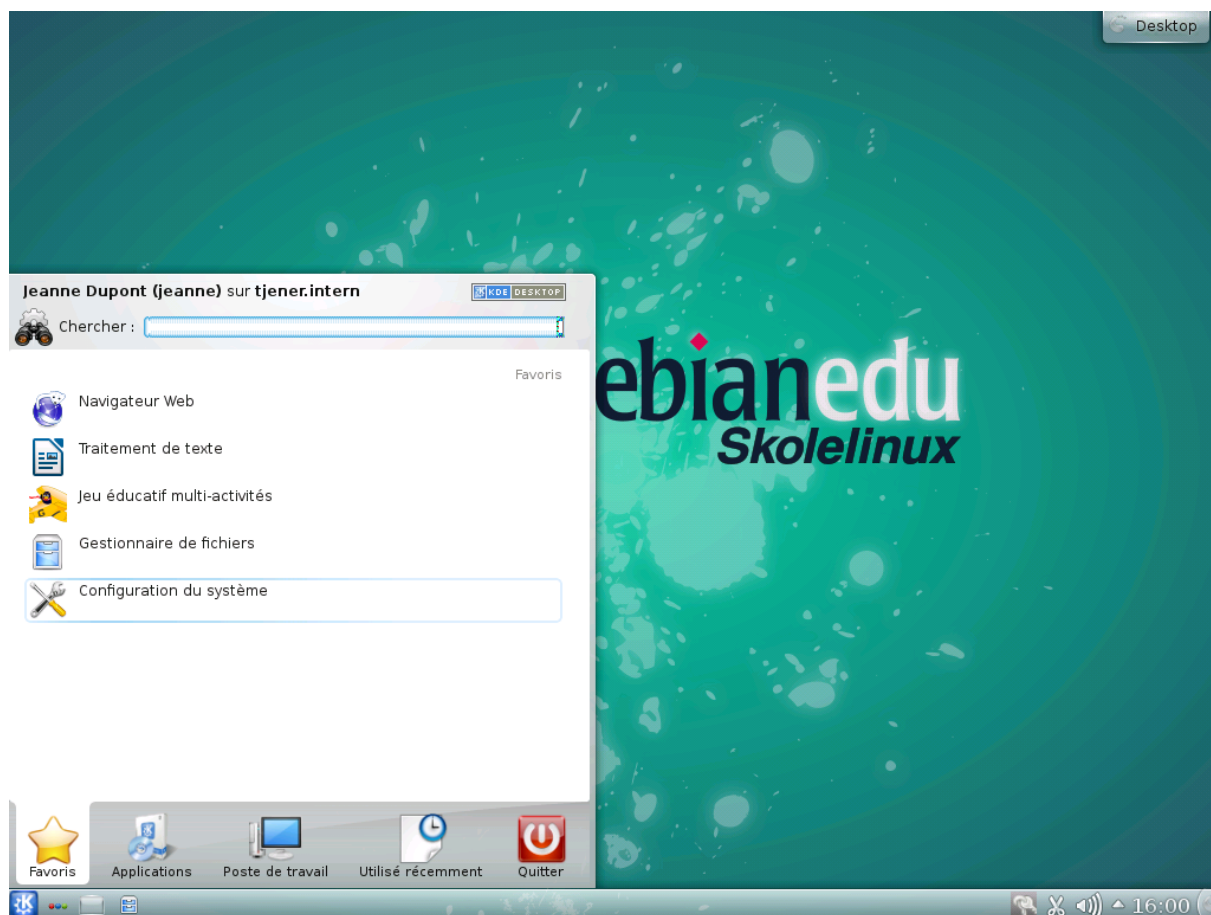 Desktop
Jeanne Dupont (jeanne) sur tjener.intern
KDE DESKTOP
Chercher :
Favoris
Navigateur Web
Traitement de texte
Jeu éducatif multi-activités
Gestionnaire de fichiers
Configuration du système
ebianedu
Skolelinux
Favoris
Applications
Poste de travail
Utilisé récemment
Quitter
16:00